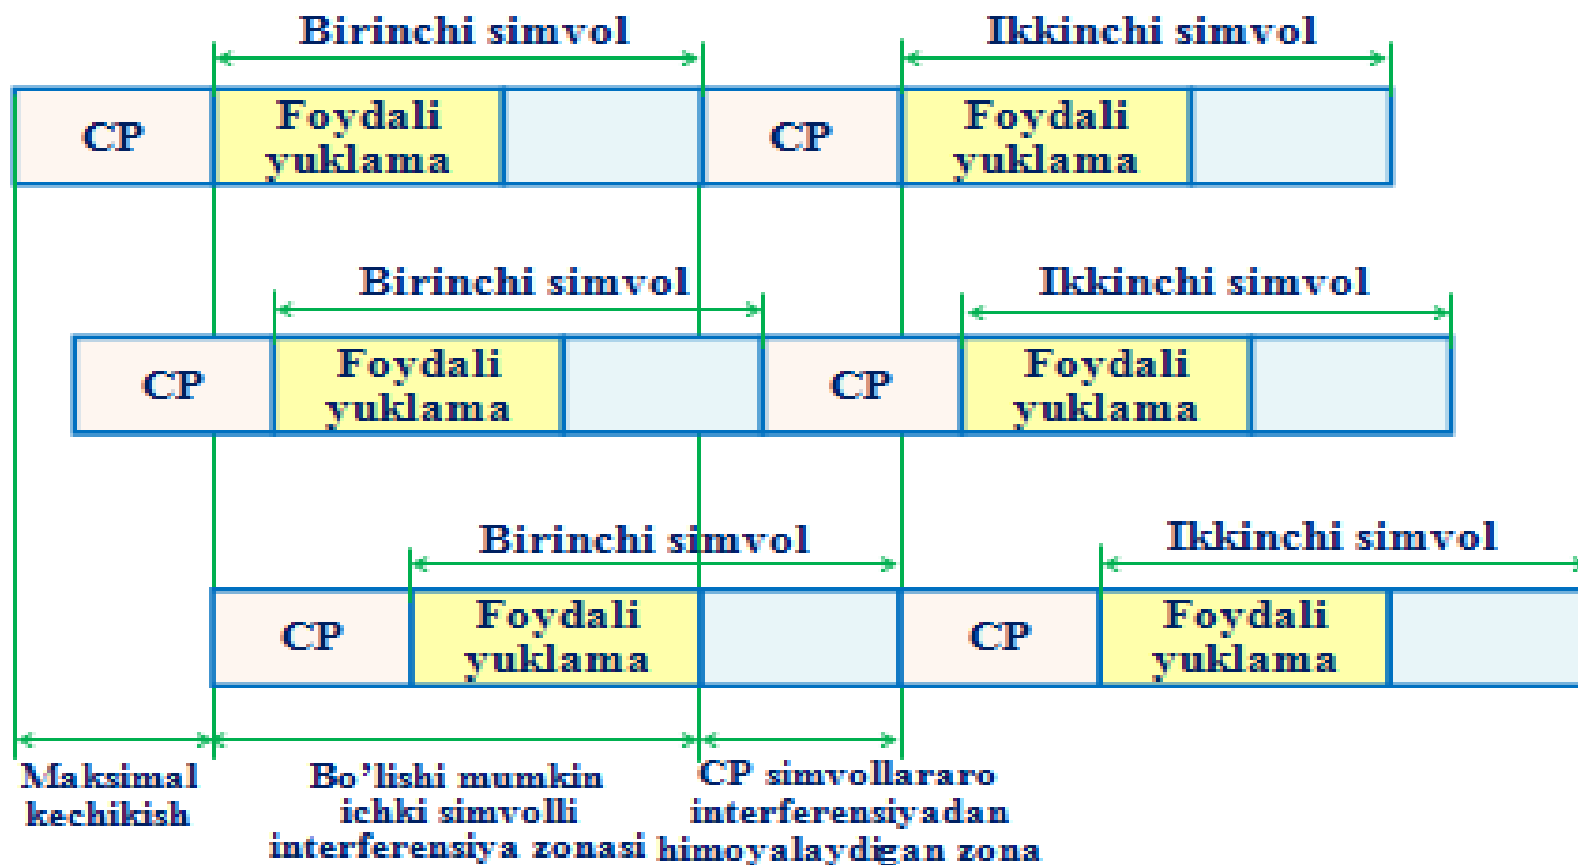 Birinchi simvol
Ikkinchi simvol
CP
Foydali
yuklama
CP
Foydali
yuklama
Birinchi simvol
Ikkinchi simvol
CP
Foydali
yuklama
CP
Foydali
yuklama
Birinchi simvol
Ikkinchi simvol
CP
Foydali
yuklama
CP
Foydali
yuklama
Maksimal
kechikish
Bo’lishi mumkin
ichki simvolli
interferensiya zonasi
CP simvollararo
interferensiyadan
himoyalaydigan zona